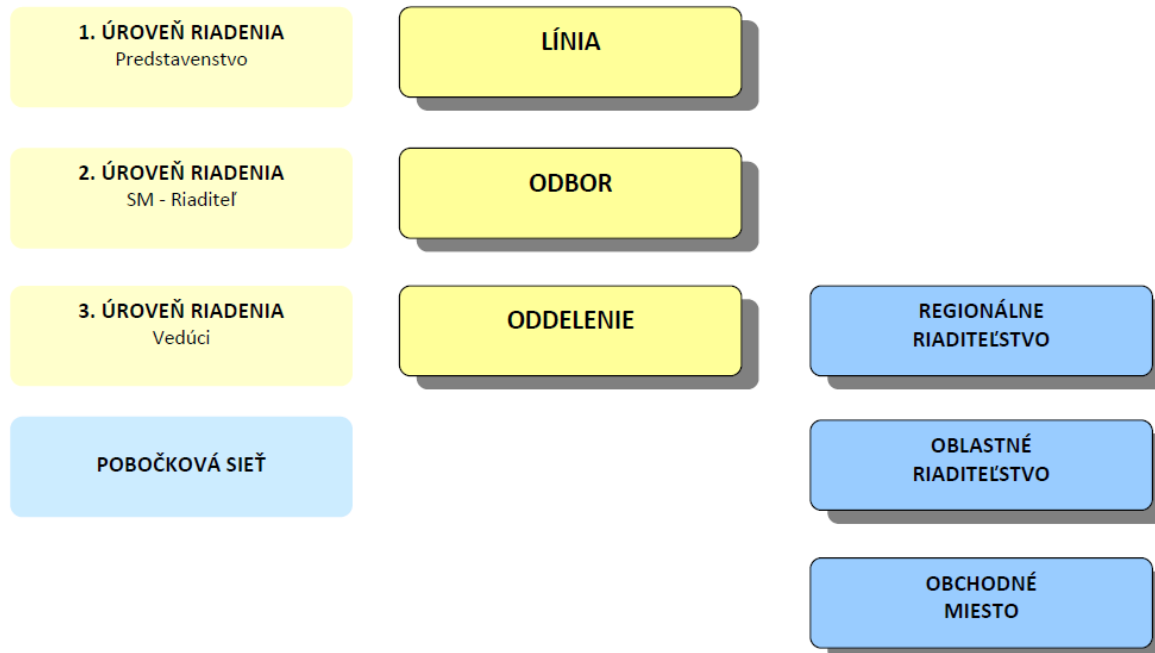 1. ÚROVEŇ RIADENIA
Predstavenstvo
LÍNIA
2. ÚROVEŇ RIADENIA
SM - Riaditeľ
ODBOR
3. ÚROVEŇ RIADENIA
Vedúci
ODDELENIE
REGIONÁLNE
RIADITEĽSTVO
POBOČKOVÁ SIEŤ
OBLASTNÉ
RIADITEĽSTVO
OBCHODNÉ
MIESTO